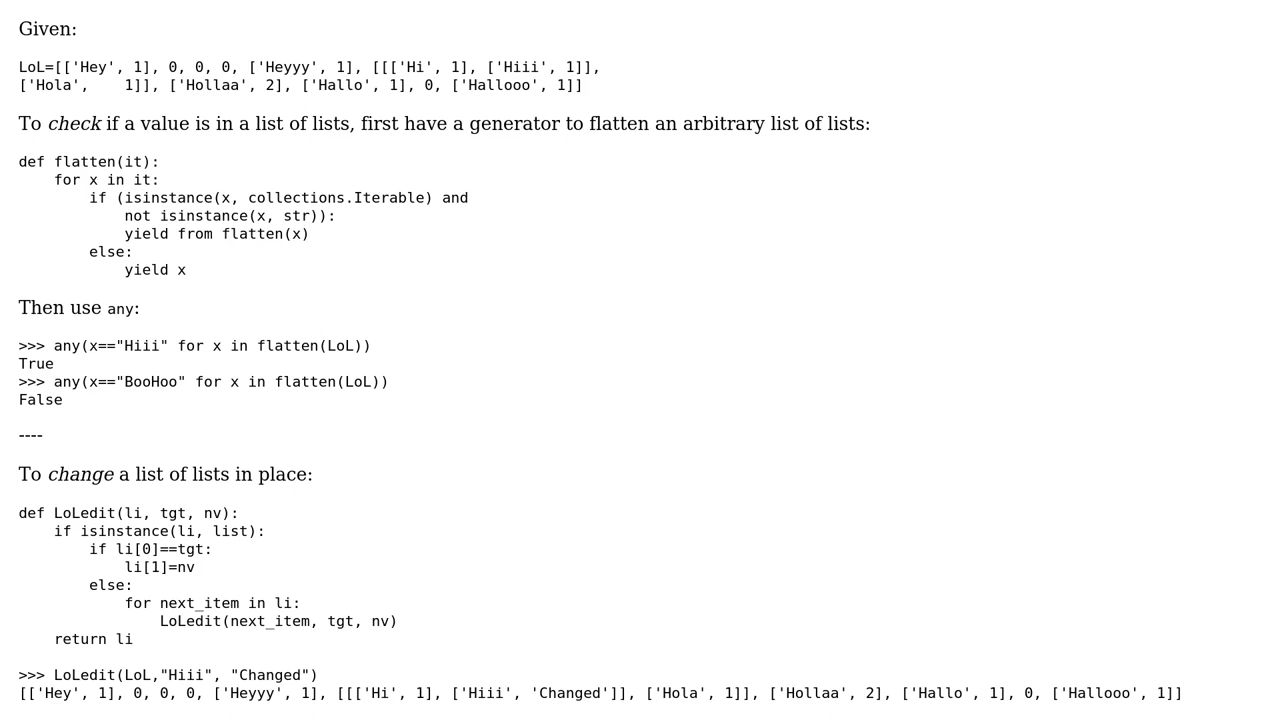 Given:
LoL=[['Hey', 1], 0, 0, 0, ['Heyyy', 1], [[['Hi', 1], ['Hiii', 1]],
['Hola',    1]], ['Hollaa', 2], ['Hallo', 1], 0, ['Hallooo', 1]]
To check if a value is in a list of lists, first have a generator to flatten an arbitrary list of lists:
def flatten(it):
    for x in it:
        if (isinstance(x, collections.Iterable) and
            not isinstance(x, str)):
            yield from flatten(x)
        else:
            yield x
Then use any:
>>> any(x=="Hiii" for x in flatten(LoL))
True
>>> any(x=="BooHoo" for x in flatten(LoL))
False
----
To change a list of lists in place:
def LoLedit(li, tgt, nv):
    if isinstance(li, list):
        if li[0]==tgt:
            li[1]=nv
        else:
            for next_item in li:
                LoLedit(next_item, tgt, nv)
    return li
>>> LoLedit(LoL,"Hiii", "Changed")
[['Hey', 1], 0, 0, 0, ['Heyyy', 1], [[['Hi', 1], ['Hiii', 'Changed']], ['Hola', 1]], ['Hollaa', 2], ['Hallo', 1], 0, ['Hallooo', 1]]